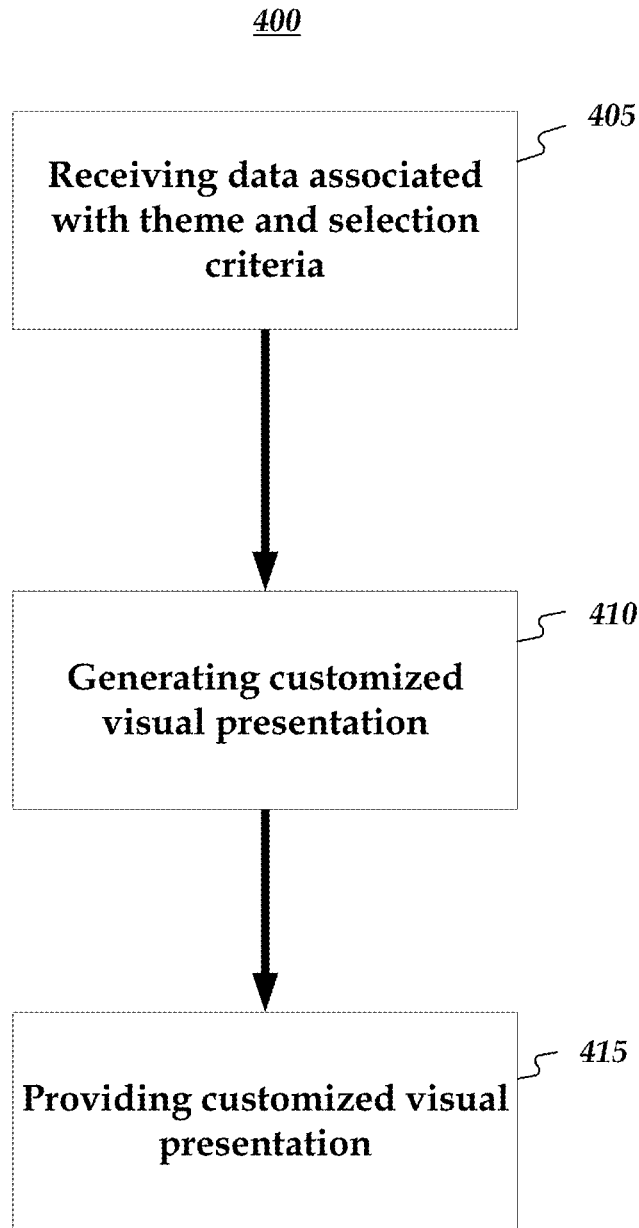 400
405
Receiving data associated
with theme and selection
criteria
410
Generating customized
visual presentation
415
Providing customized visual
presentation